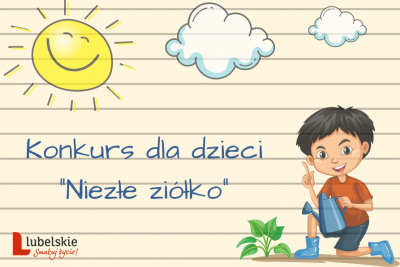 Konkurs dla dzieci
"Niezłe ziółko"
Lubelskie
Smakuj życie!